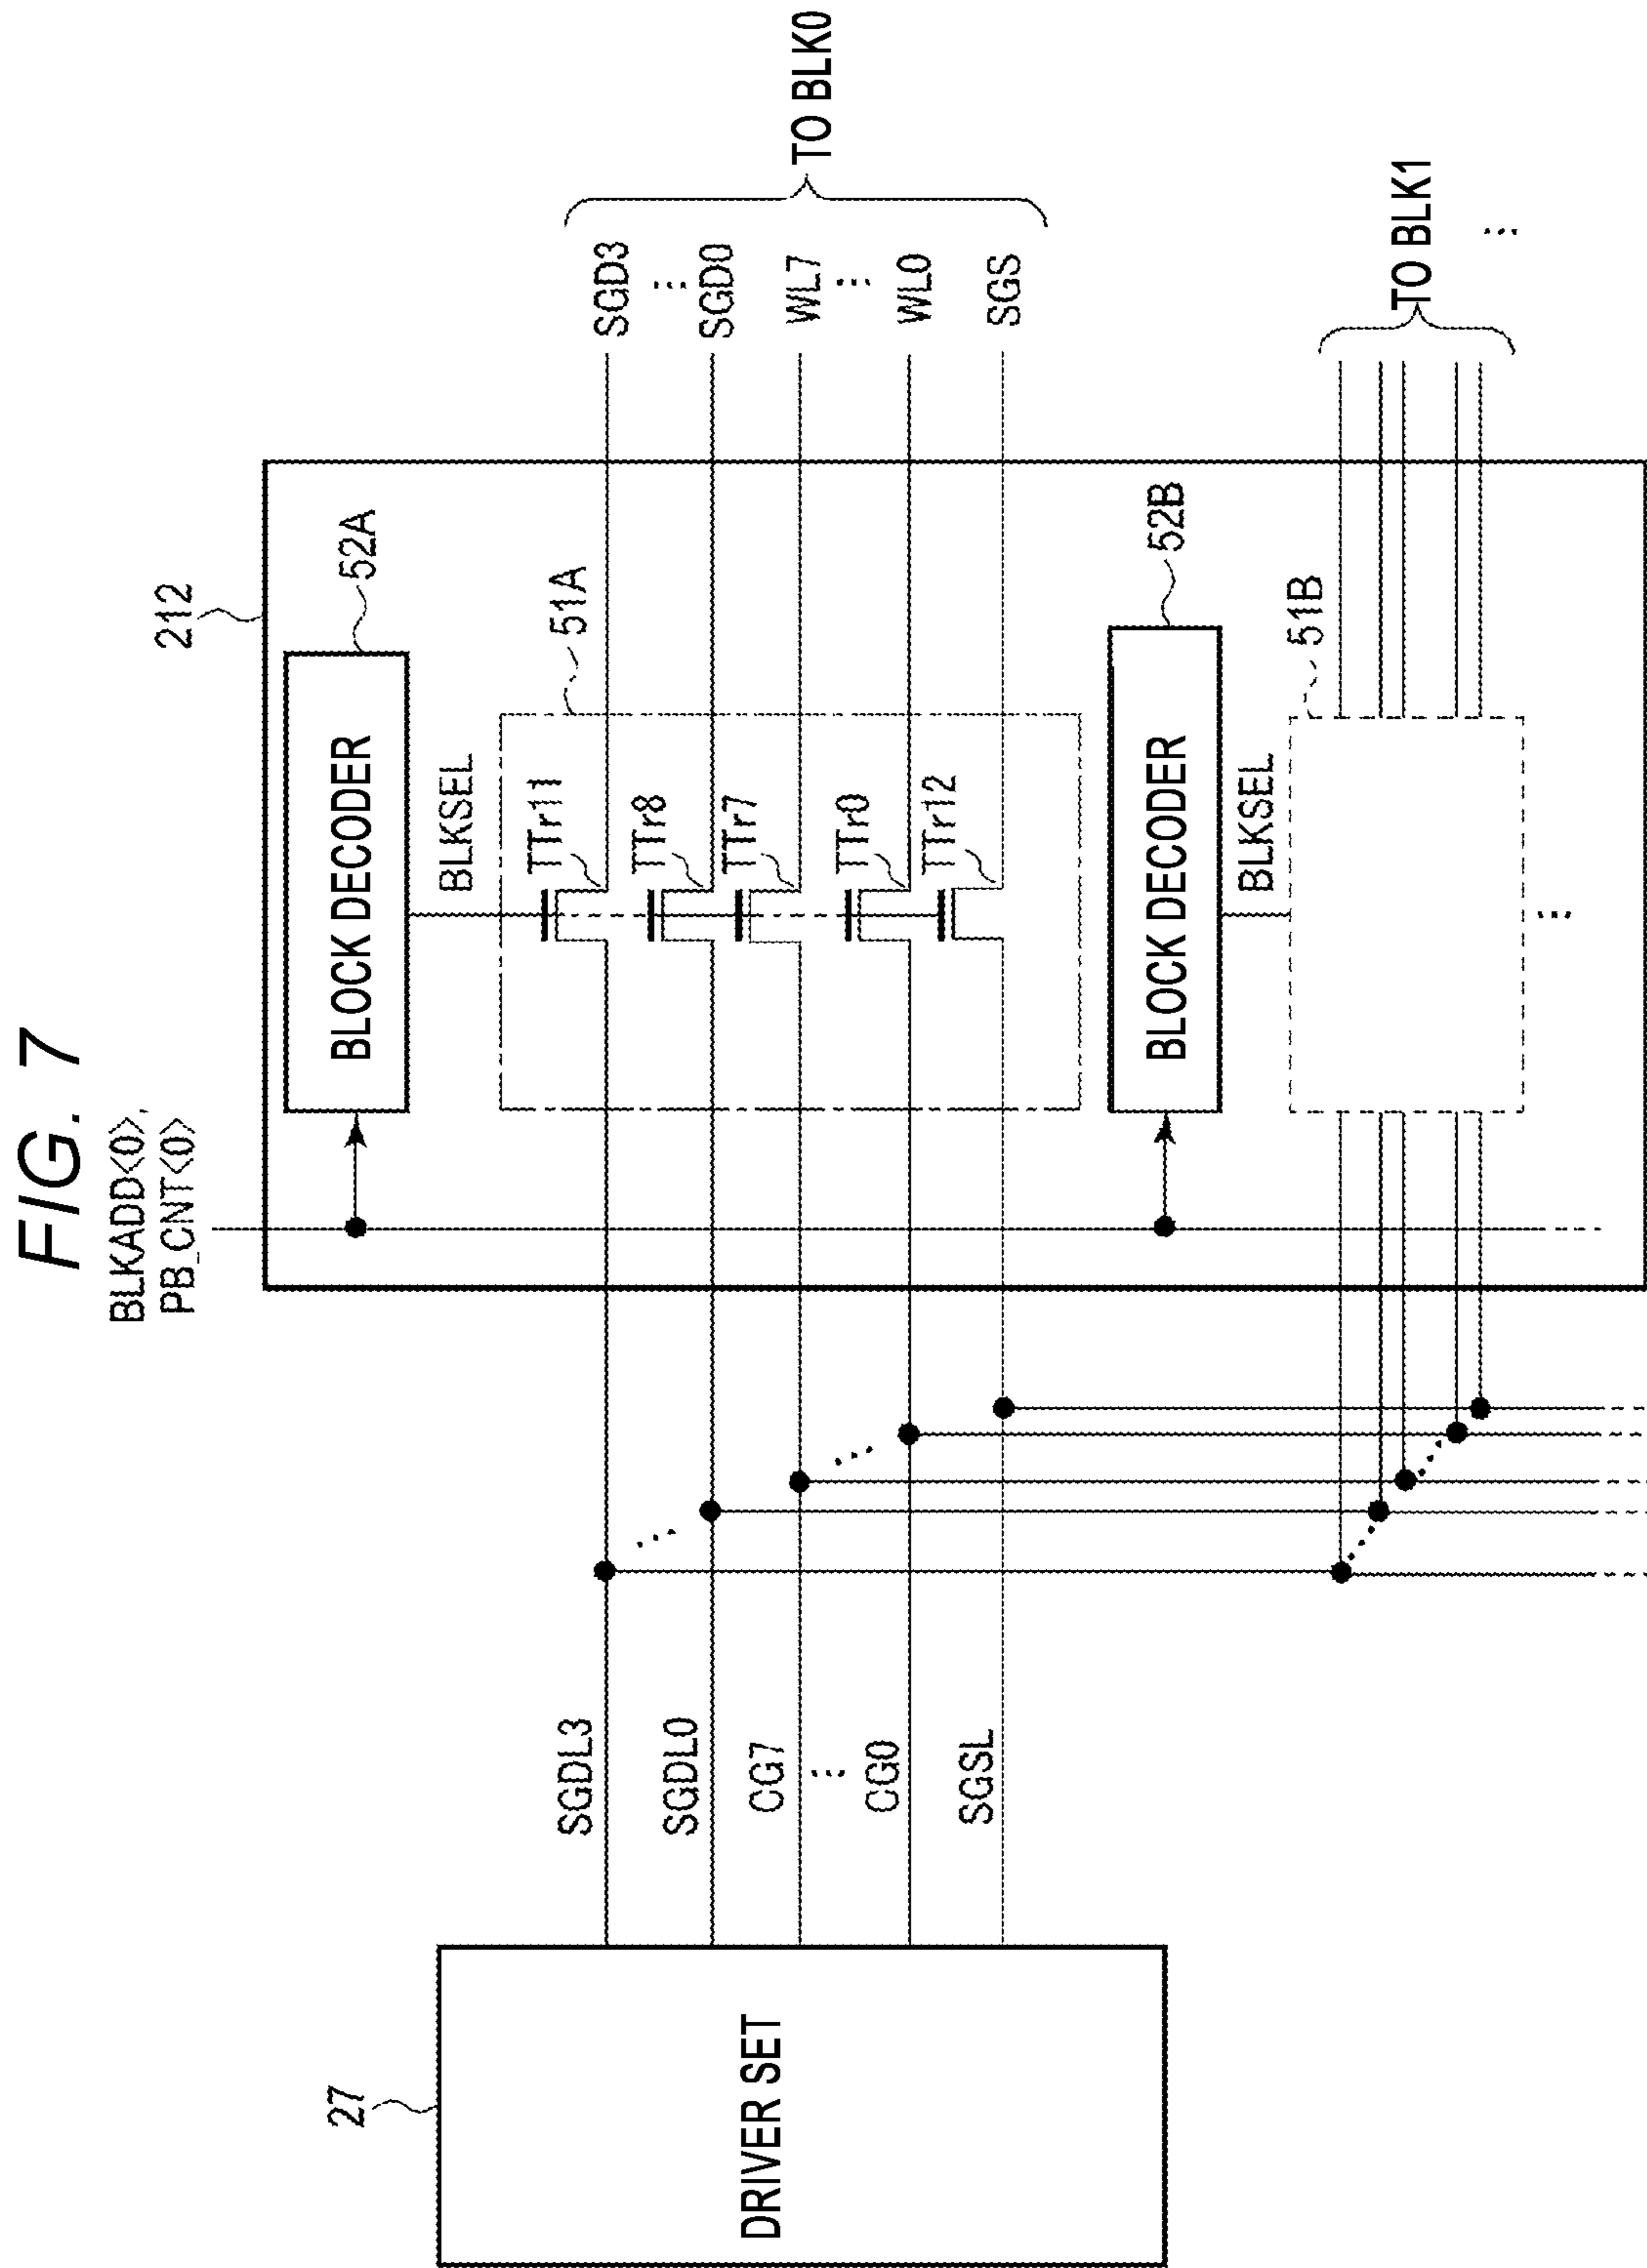 FIG. 7
BLKADD<0>,
PB_CNT<0>
212
52A
BLOCK DECODER
BLKSEL
51A
TTr11
TTr8
TTr7
TTr0
TTr12
27
DRIVER SET
SGDL3
SGDL0
CG7
⋮
CG0
SGSL
SGD3
⋮
SGD0
WL7
⋮
WL0
SGS
TO BLK0
52B
BLOCK DECODER
BLKSEL
51B
TO BLK1
⋮